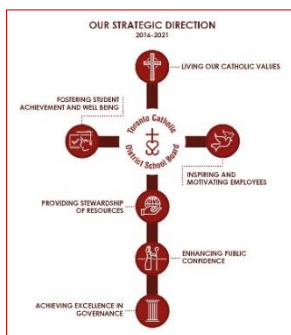 OUR STRATEGIC DIRECTION
2016-2021
LIVING OUR CATHOLIC VALUES
FOSTERING STUDENT
ACHIEVEMENT AND WELL BEING
Toronto Catholic
District School Board
INSPIRING AND
MOTIVATING EMPLOYEES
PROVIDING STEWARDSHIP
OF RESOURCES
ENHANCING PUBLIC
CONFIDENCE
ACHIEVING EXCELLENCE IN
GOVERNANCE